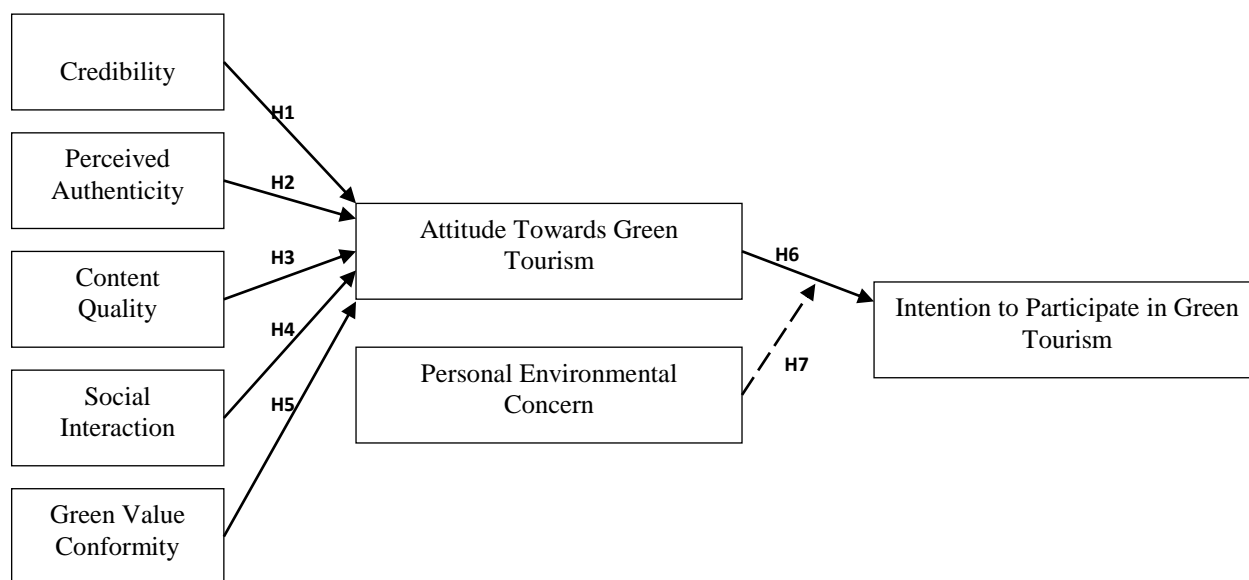 Credibility
H1
Perceived
Authenticity
H2
Content
Quality
H3
Social
Interaction
H4
Green Value
Conformity
H5
Attitude Towards Green
Tourism
H6
Personal Environmental
Concern
H7
Intention to Participate in Green
Tourism